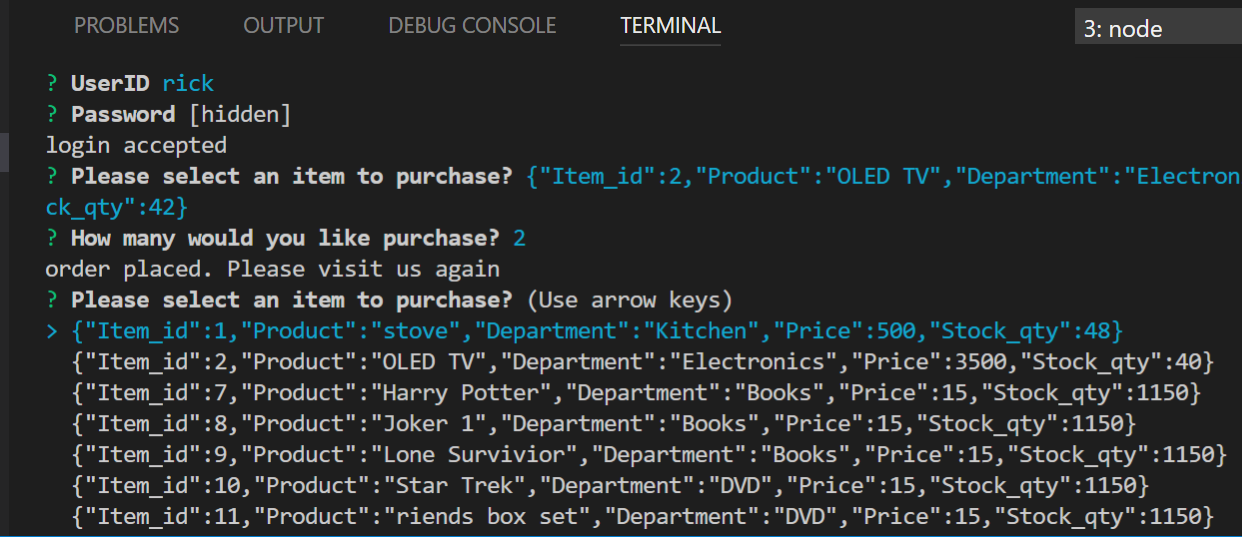 PROBLEMS OUTPUT DEBUG CONSOLE TERMINAL 3: node
? UserID rick
? Password [hidden]
login accepted
? Please select an item to purchase? {"Item_id":2,"Product":"OLED TV","Department":"Electron
ck_qty":42}
? How many would you like purchase? 2
order placed. Please visit us again
? Please select an item to purchase? (Use arrow keys)
> {"Item_id":1,"Product":"stove","Department":"Kitchen","Price":500,"Stock_qty":48}
{"Item_id":2,"Product":"OLED TV","Department":"Electronics","Price":3500,"Stock_qty":40}
{"Item_id":7,"Product":"Harry Potter","Department":"Books","Price":15,"Stock_qty":1150}
{"Item_id":8,"Product":"Joker 1","Department":"Books","Price":15,"Stock_qty":1150}
{"Item_id":9,"Product":"Lone Survivior","Department":"Books","Price":15,"Stock_qty":1150}
{"Item_id":10,"Product":"Star Trek","Department":"DVD","Price":15,"Stock_qty":1150}
{"Item_id":11,"Product":"riends box set","Department":"DVD","Price":15,"Stock_qty":1150}